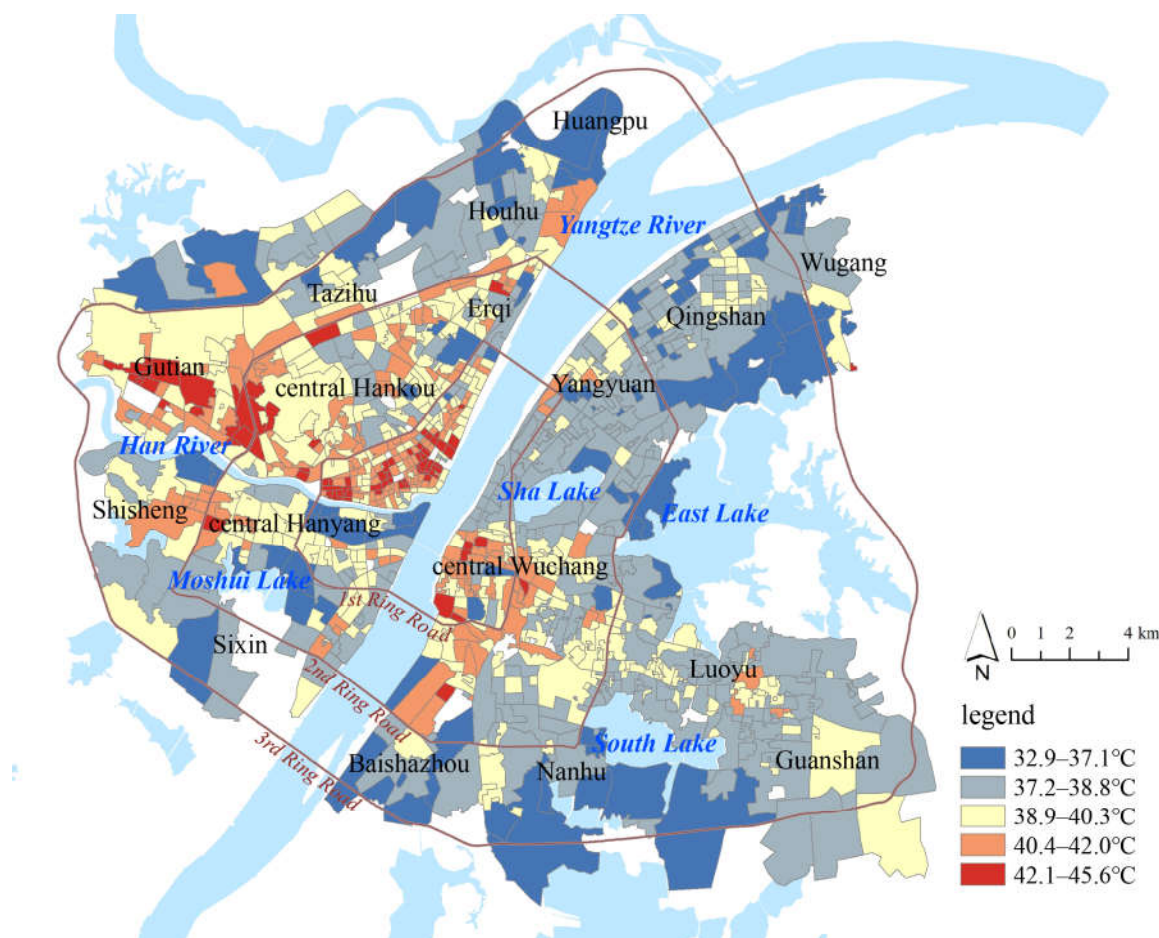 Huangpu
Houhu
Yangtze River
Wugang
Tazihu
Erqi
Qingshan
Gutian
central Hankou
Yangyuan
Han River
Sha Lake
East Lake
Shisheng
central Hanyang
central Wuchang
Moshui Lake
1st Ring Road
Sixin
2nd Ring Road
Luoyu
3rd Ring Road
South Lake
Baishazhou
Nanhu
Guanshan
0 1 2 4 km
N
legend
32.9–37.1°C
37.2–38.8°C
38.9–40.3°C
40.4–42.0°C
42.1–45.6°C